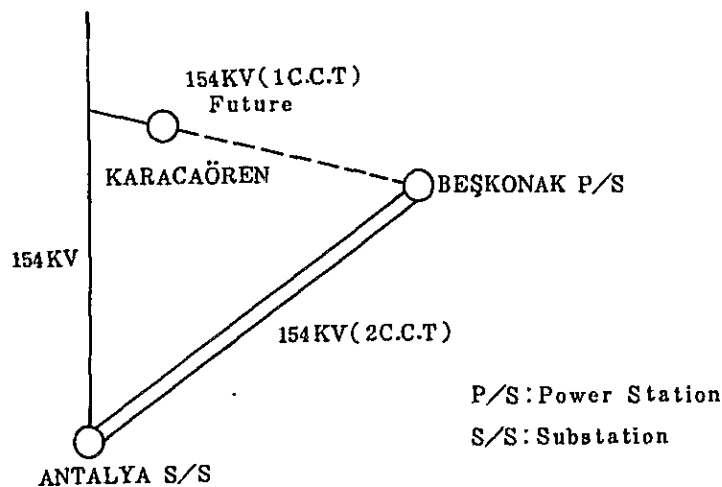 154KV(1C.C.T)
Future
KARACAÖREN
BEŞKONAK P/S
154KV
154KV(2C.C.T)
P/S:Power Station
S/S:Substation
ANTALYA S/S